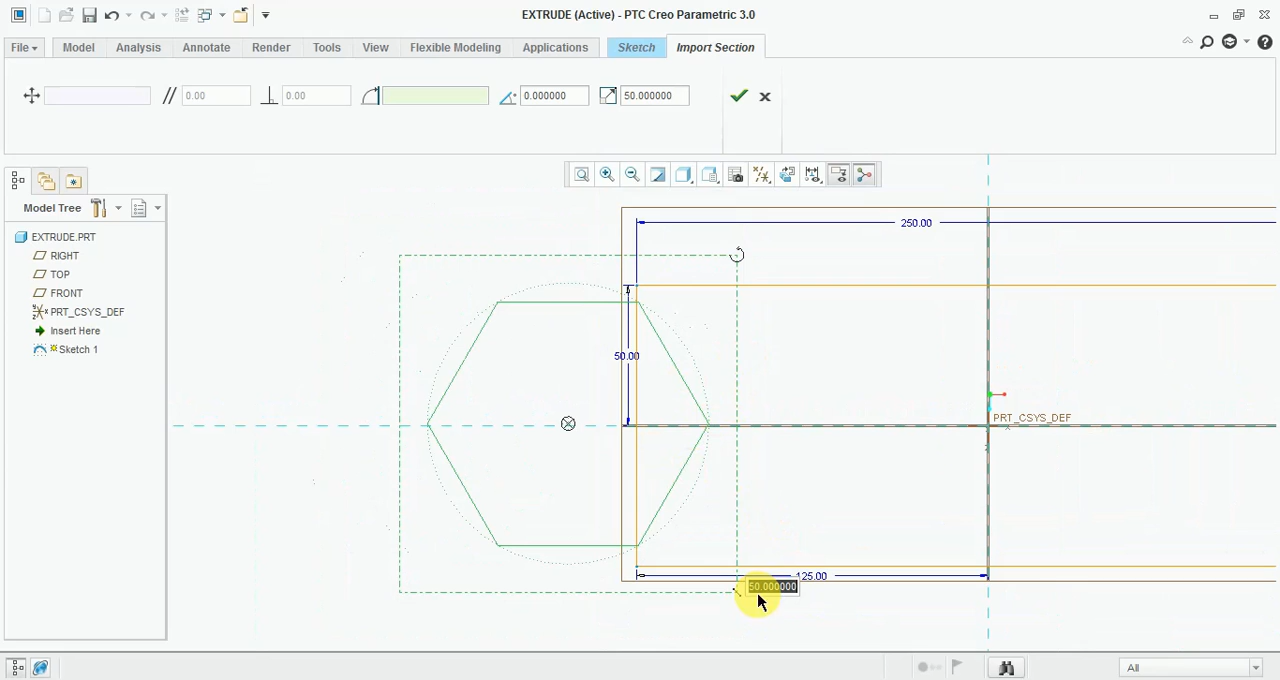 EXTRUDE (Active) - PTC Creo Parametric 3.0
File Model Analysis Annotate Render Tools View Flexible Modeling Applications Sketch Import Section
0.00 0.00 0.000000 50.000000
Model Tree
EXTRUDE.PRT
RIGHT
TOP
FRONT
PRT_CSYS_DEF
Insert Here
Sketch 1
250.00
50.00
PRT_CSYS_DEF
125.00
50.000000
All